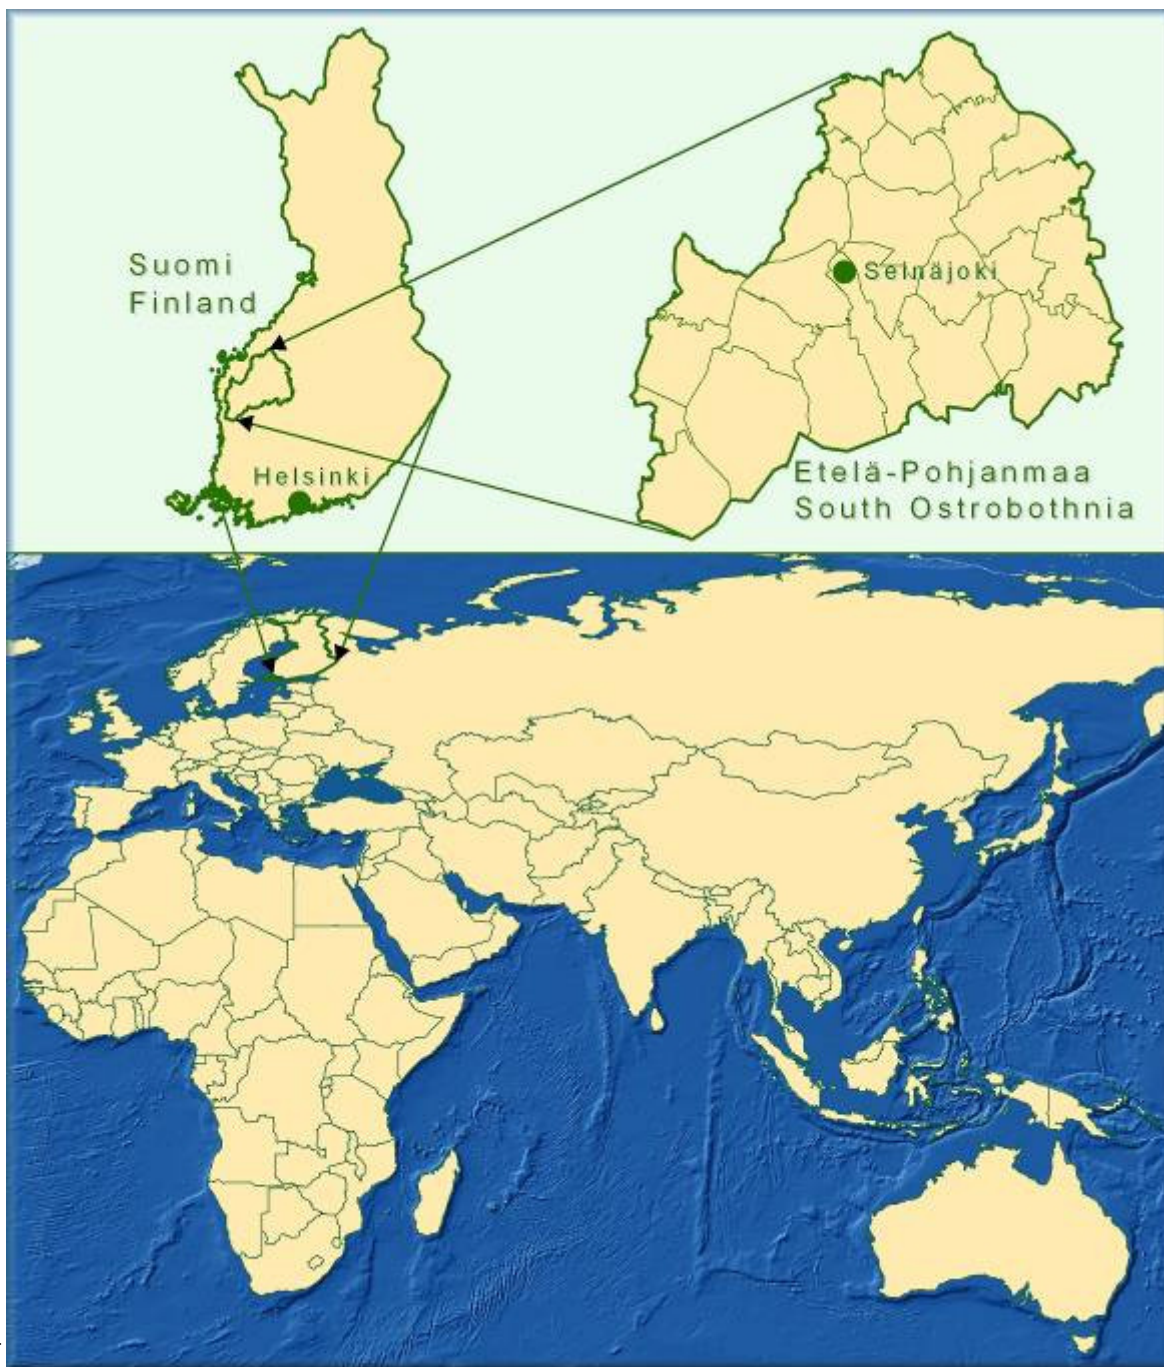 Suomi
Finland
Helsinki
Seinäjoki
Etelä-Pohjanmaa
South Ostrobothnia